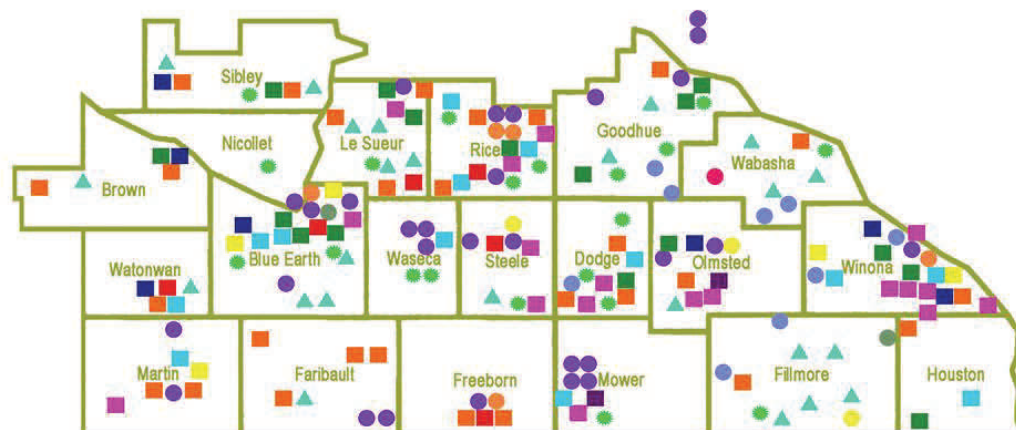 Sibley
Nicollet
Le Sueur
Rice
Goodhue
Wabasha
Brown
Watonwan
Blue Earth
Waseca
Steele
Dodge
Olmsted
Winona
Martin
Faribault
Freeborn
Mower
Fillmore
Houston